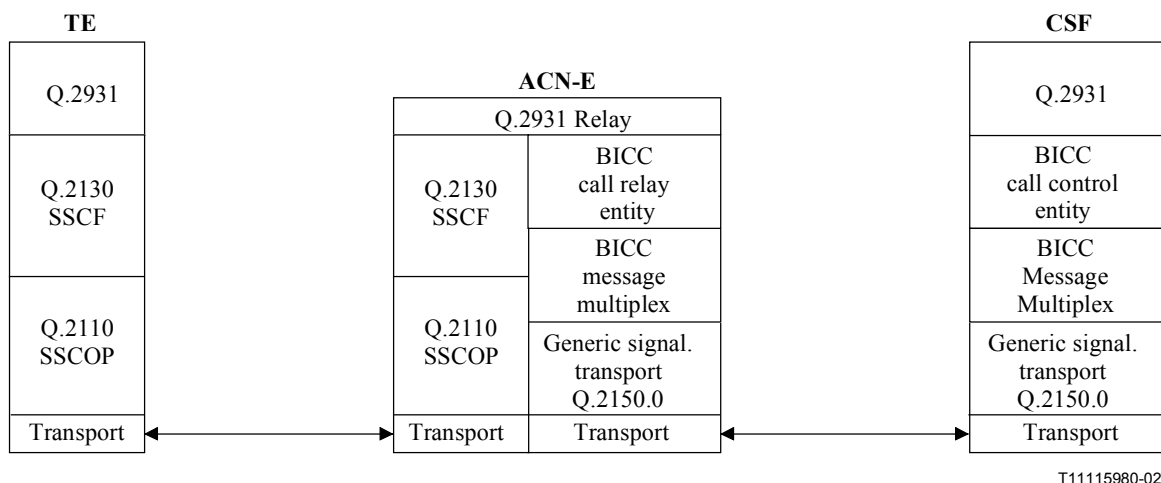 TE
Q.2931
Q.2130
SSCF
Q.2110
SSCOP
Transport
ACN-E
Q.2931 Relay
Q.2130
SSCF
Q.2110
SSCOP
Transport
BICC
call relay
entity
BICC
message
multiplex
Generic signal.
transport
Q.2150.0
Transport
CSF
Q.2931
BICC
call control
entity
BICC
Message
Multiplex
Generic signal.
transport
Q.2150.0
Transport
T11115980-02